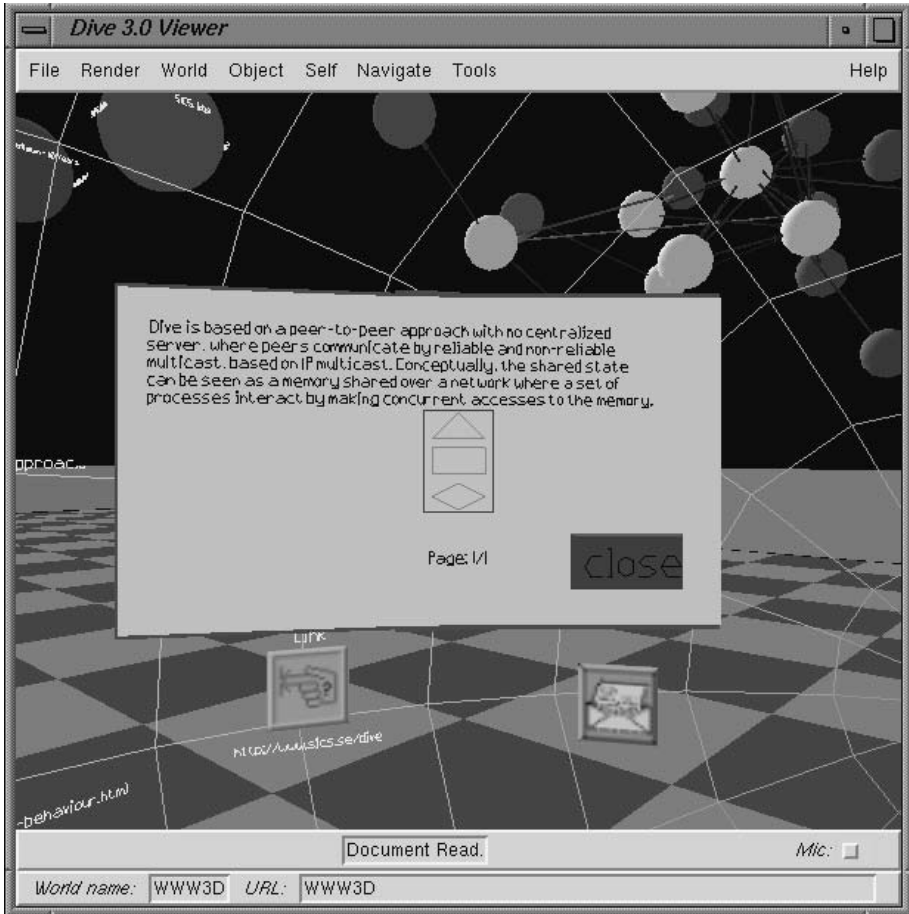 Dive 3.0 Viewer
File Render World Object Self Navigate Tools Help
SICS
Dive is based on a peer-to-peer approach with no centralized
server, where peers communicate by reliable and non-reliable
multicast, based on IP multicast. Conceptually, the shared state
can be seen as a memory shared over a network where a set of
processes interact by making concurrent accesses to the memory.
pproac
Page: 1/1
close
Link
http://www.sics.se/dive
-behaviour.html
Document Read.
Mic:
World name: WWW3D URL: WWW3D